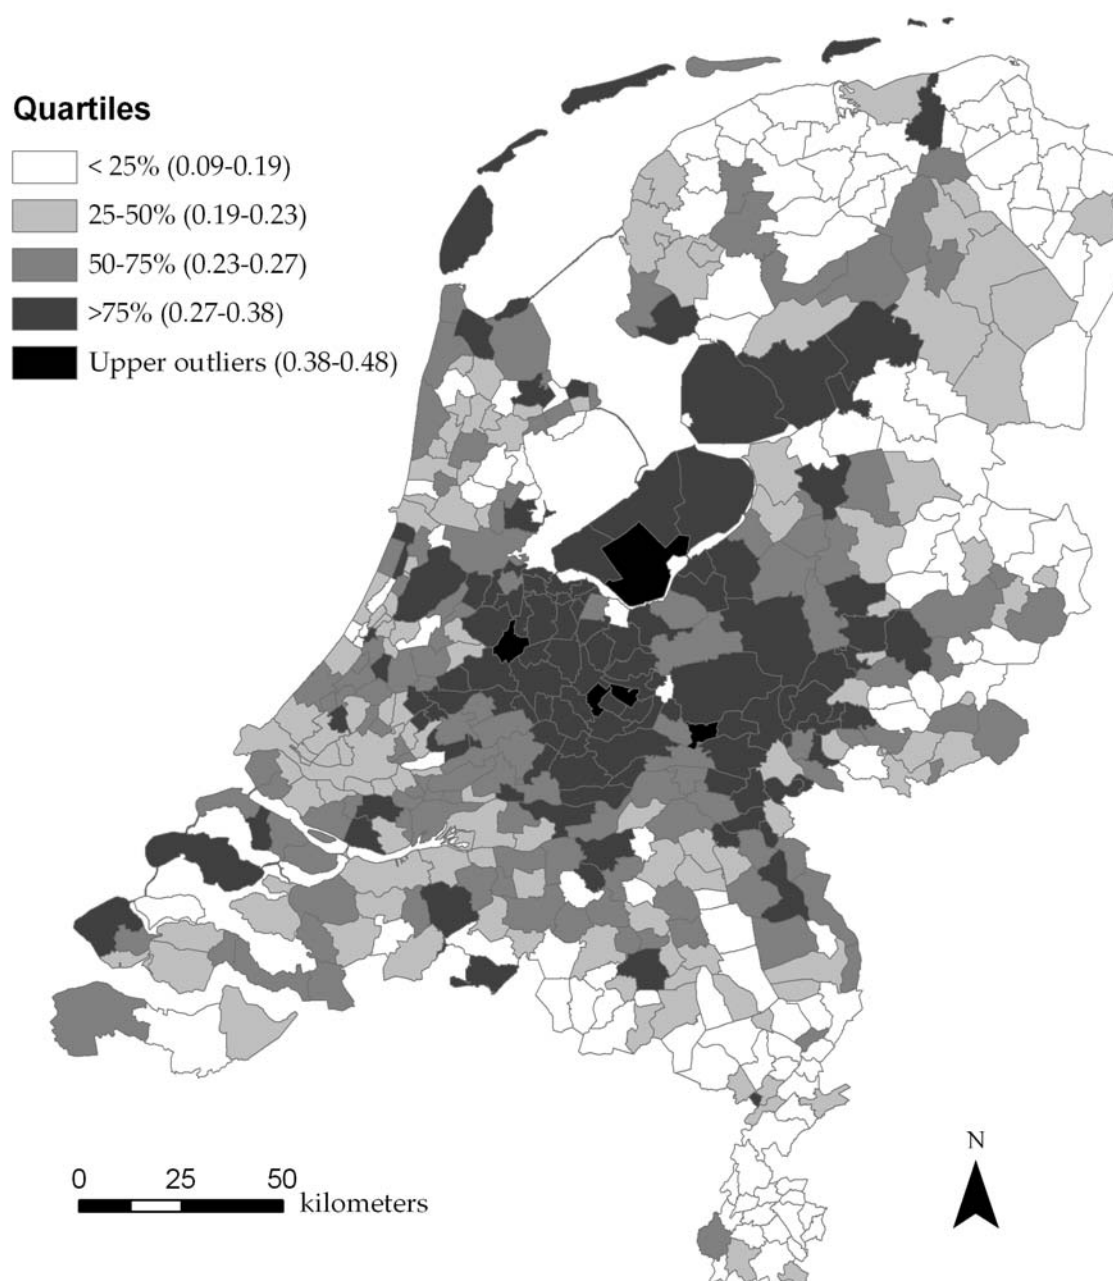 Quartiles
< 25% (0.09-0.19)
25-50% (0.19-0.23)
50-75% (0.23-0.27)
>75% (0.27-0.38)
Upper outliers (0.38-0.48)
0 25 50
kilometers
N